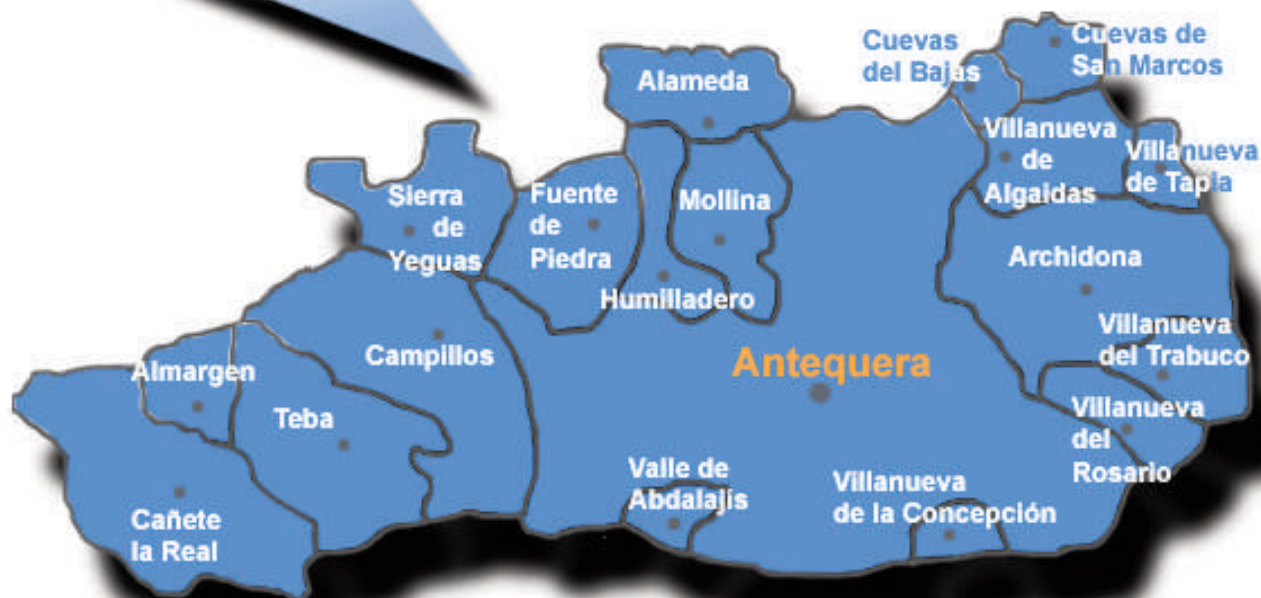 Cuevas
del Bajas
Cuevas de
San Marcos
Alameda
Villanueva
de
Algaidas
Villanueva
de Tapia
Sierra
de
Yeguas
Fuente
de
Piedra
Mollina
Humilladero
Archidona
Villanueva
del Trabuco
Almargen
Campillos
Antequera
Teba
Villanueva
del
Rosario
Valle de
Abdalajís
Villanueva
de la Concepción
Cañete
la Real